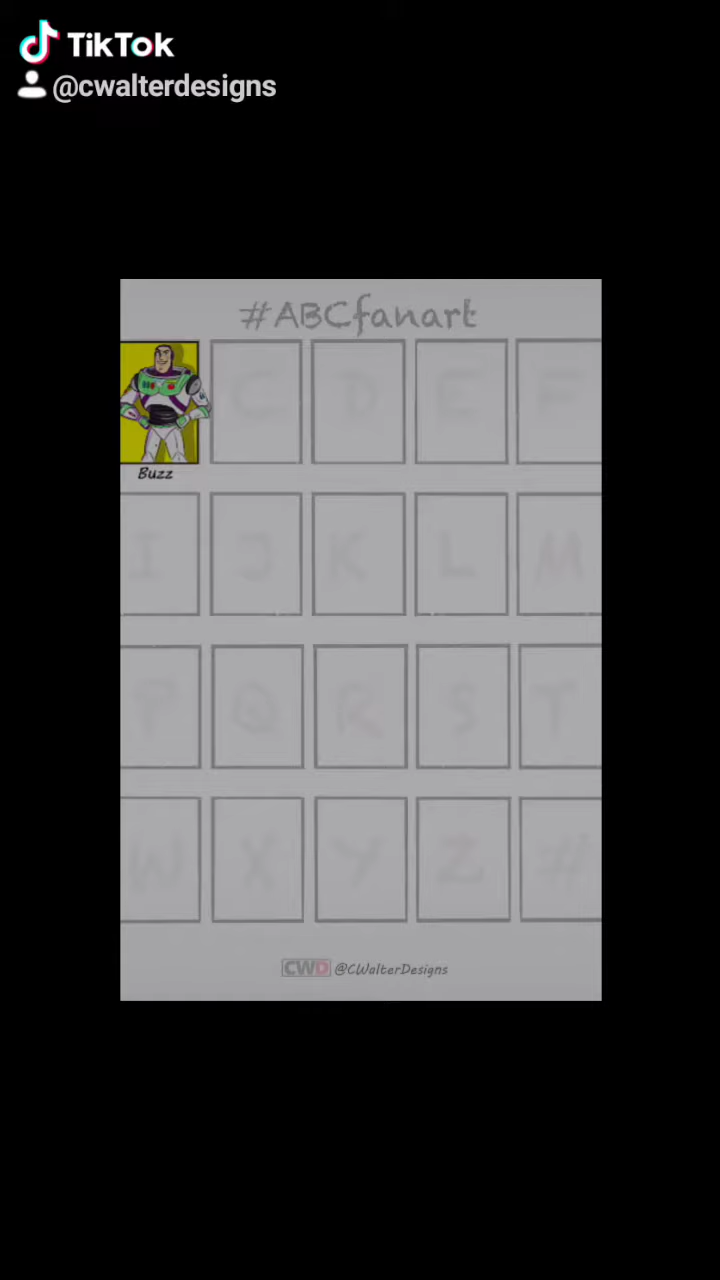 TikTok
@cwalterdesigns
#ABCfanart
C D E F
Buzz
I J K L M
P Q R S T
W X Y Z #
CWD @CWalterDesigns